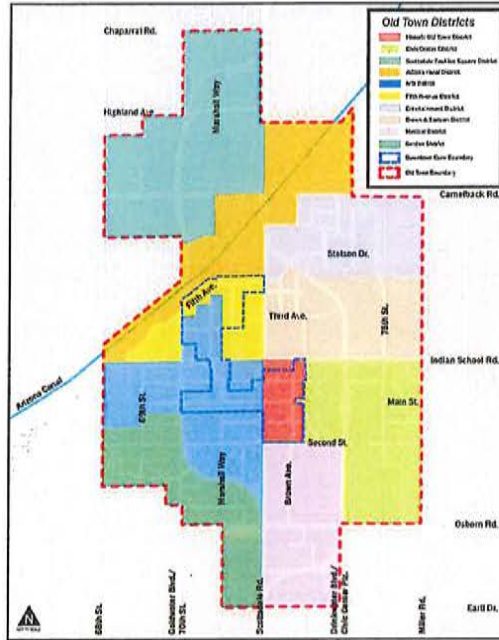 Old Town Districts
Historic Old Town District
Civic Center District
Scottsdale Fashion Square District
Arizona Canal District
Arts District
Fifth Avenue District
Entertainment District
Brown & Stetson District
Medical District
Garden District
Downtown Core Boundary
Old Town Boundary
Chaparral Rd.
Highland Ave.
Marshall Way
Camelback Rd.
Stetson Dr.
Fifth Ave.
Third Ave.
75th St.
Indian School Rd.
Arizona Canal
69th St.
Main St.
Second St.
Marshall Way
Brown Ave.
Osborn Rd.
68th St.
Goldwater Blvd./
70th St.
Scottsdale Rd.
Drinkwater Blvd./
Civic Center Plz.
Miller Rd.
Earll Dr.
N